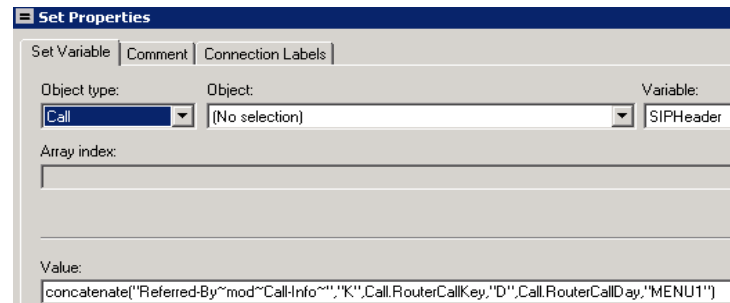 Set Properties
Set Variable Comment Connection Labels
Object type: Object: Variable:
Call (No selection) SIPHeader
Array index:
Value:
concatenate("Referred-By~mod~Call-Info~","K",Call.RouterCallKey,"D",Call.RouterCallDay,"MENU1")